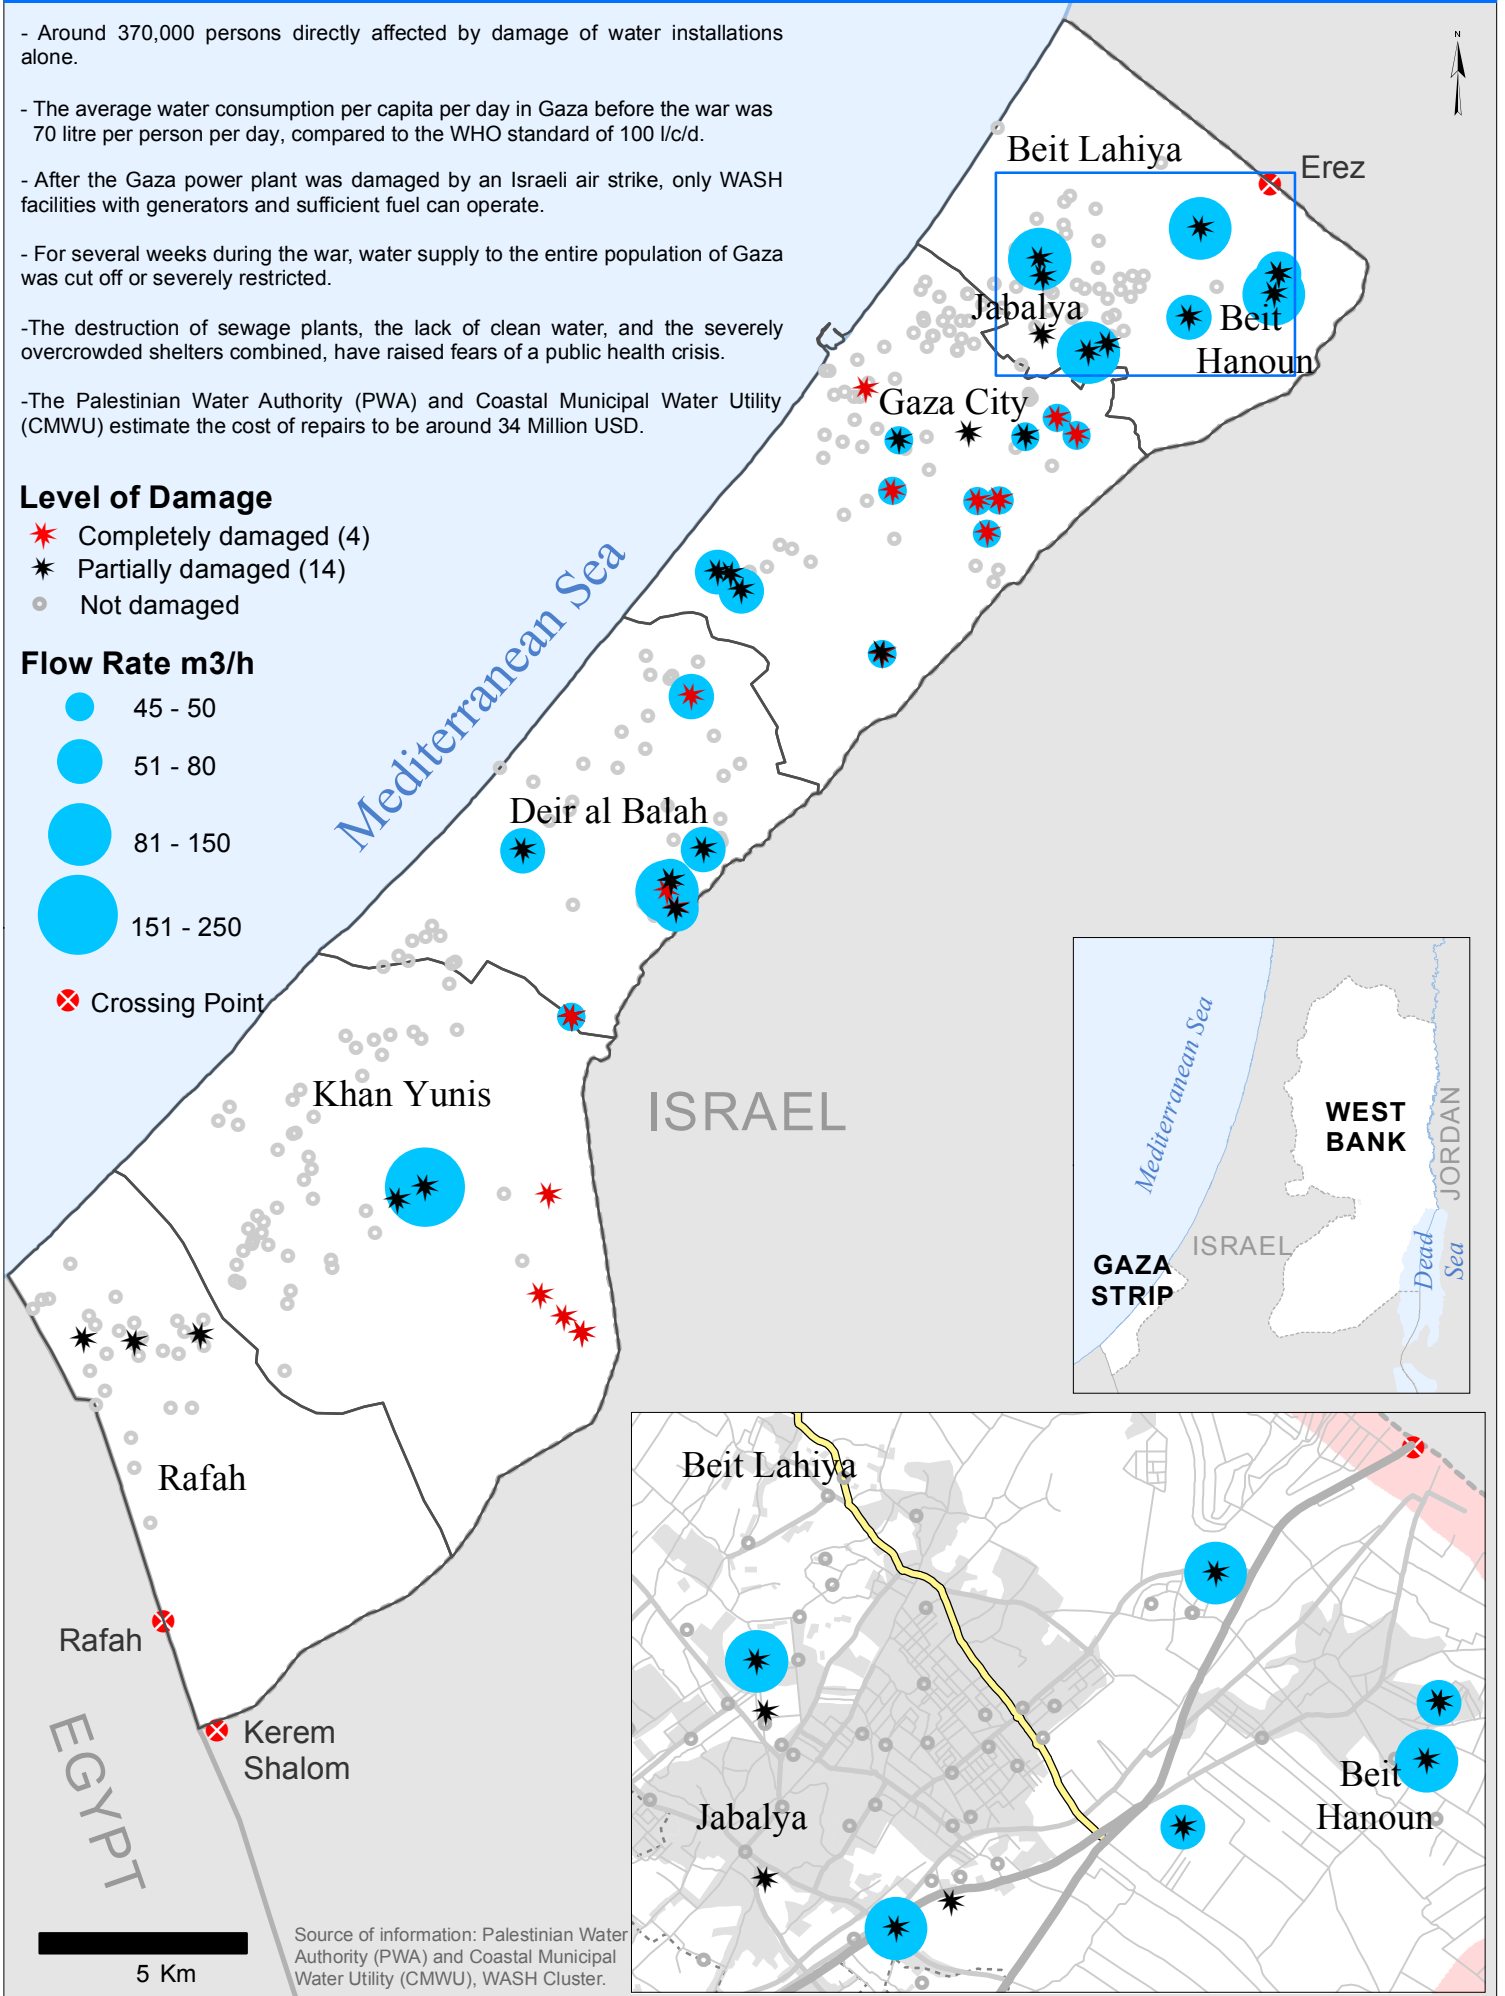 - Around 370,000 persons directly affected by damage of water installations
alone.
- The average water consumption per capita per day in Gaza before the war was
70 litre per person per day, compared to the WHO standard of 100 l/c/d.
- After the Gaza power plant was damaged by an Israeli air strike, only WASH
facilities with generators and sufficient fuel can operate.
- For several weeks during the war, water supply to the entire population of Gaza
was cut off or severely restricted.
-The destruction of sewage plants, the lack of clean water, and the severely
overcrowded shelters combined, have raised fears of a public health crisis.
-The Palestinian Water Authority (PWA) and Coastal Municipal Water Utility
(CMWU) estimate the cost of repairs to be around 34 Million USD.
Level of Damage
Completely damaged (4)
Partially damaged (14)
Not damaged
Flow Rate m3/h
45 - 50
51 - 80
81 - 150
151 - 250
Crossing Point
Mediterranean Sea
N
Beit Lahiya
Erez
Jabalya
Beit
Hanoun
Gaza City
Deir al Balah
Khan Yunis
ISRAEL
Rafah
Rafah
Kerem
Shalom
EGYPT
5 Km
Source of information: Palestinian Water
Authority (PWA) and Coastal Municipal
Water Utility (CMWU), WASH Cluster.
Mediterranean Sea
WEST
BANK
JORDAN
ISRAEL
GAZA
STRIP
Dead
Sea
Beit Lahiya
Jabalya
Beit
Hanoun